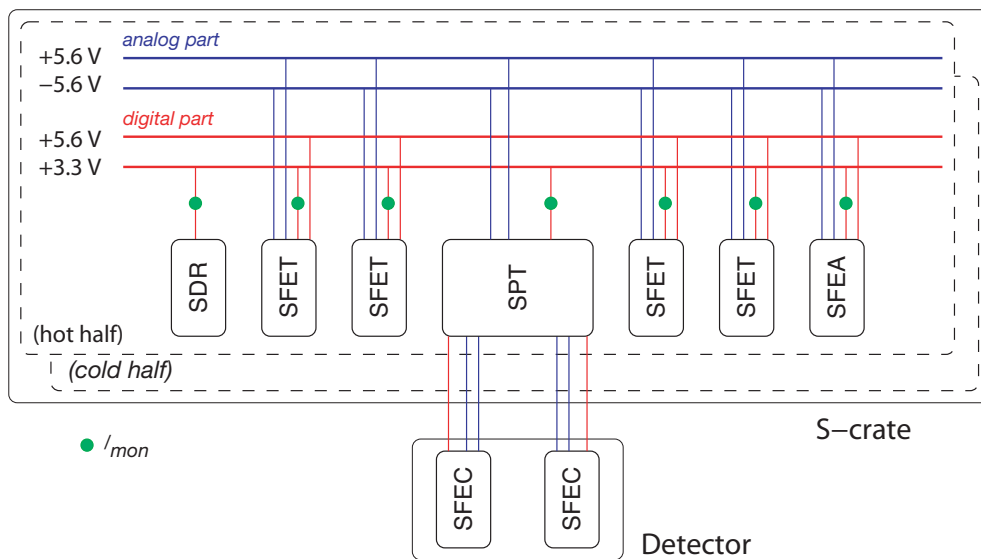 analog part
+5.6 V
−5.6 V
digital part
+5.6 V
+3.3 V
SDR
SFET
SFET
SPT
SFET
SFET
SFEA
(hot half)
(cold half)
S−crate
/mon
SFEC
SFEC
Detector